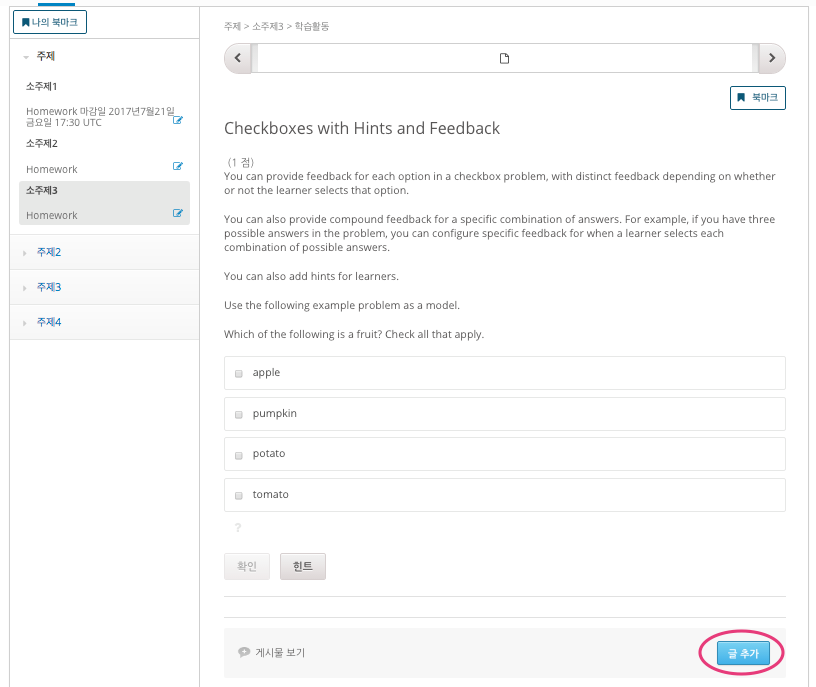 나의 북마크
주제
소주제1
Homework 마감일 2017년7월21일
금요일 17:30 UTC
소주제2
Homework
소주제3
Homework
주제2
주제3
주제4
주제 > 소주제3 > 학습활동
북마크
Checkboxes with Hints and Feedback
(1 점)
You can provide feedback for each option in a checkbox problem, with distinct feedback depending on whether
or not the learner selects that option.
You can also provide compound feedback for a specific combination of answers. For example, if you have three
possible answers in the problem, you can configure specific feedback for when a learner selects each
combination of possible answers.
You can also add hints for learners.
Use the following example problem as a model.
Which of the following is a fruit? Check all that apply.
apple
pumpkin
potato
tomato
?
확인 힌트
게시물 보기 글 추가